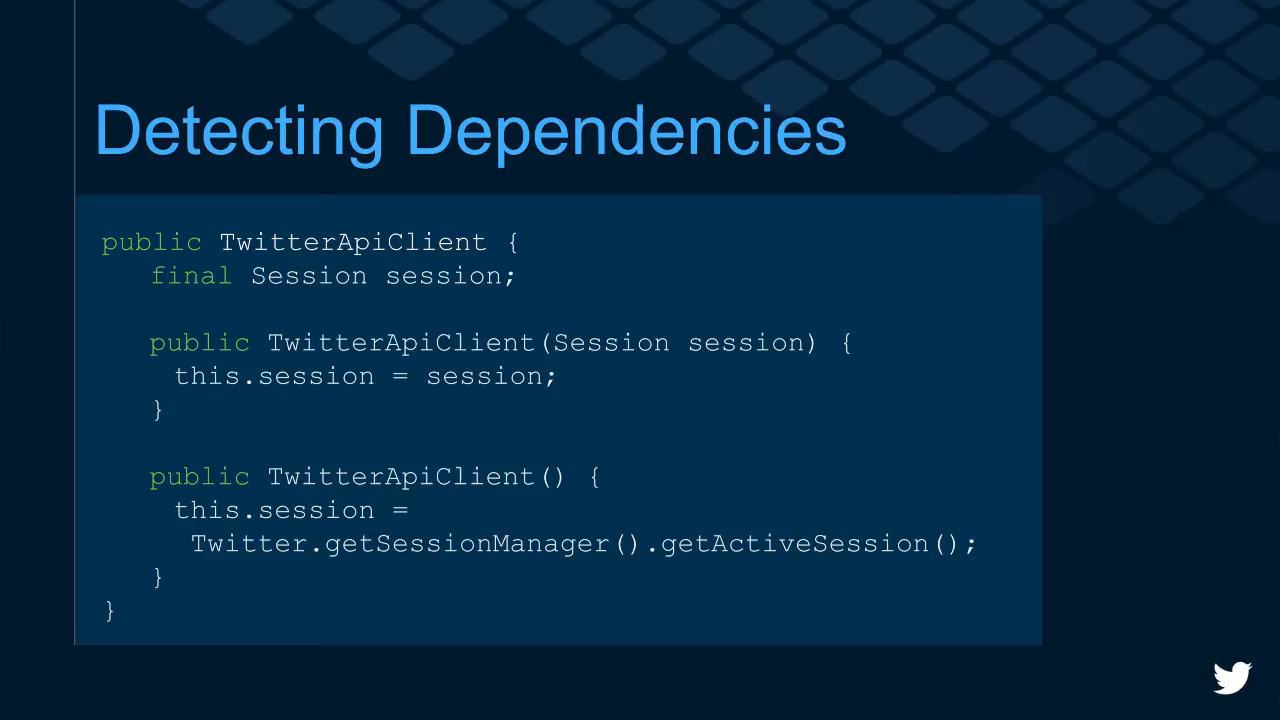 Detecting Dependencies
public TwitterApiClient {
final Session session;
public TwitterApiClient(Session session) {
this.session = session;
}
public TwitterApiClient() {
this.session =
Twitter.getSessionManager().getActiveSession();
}
}